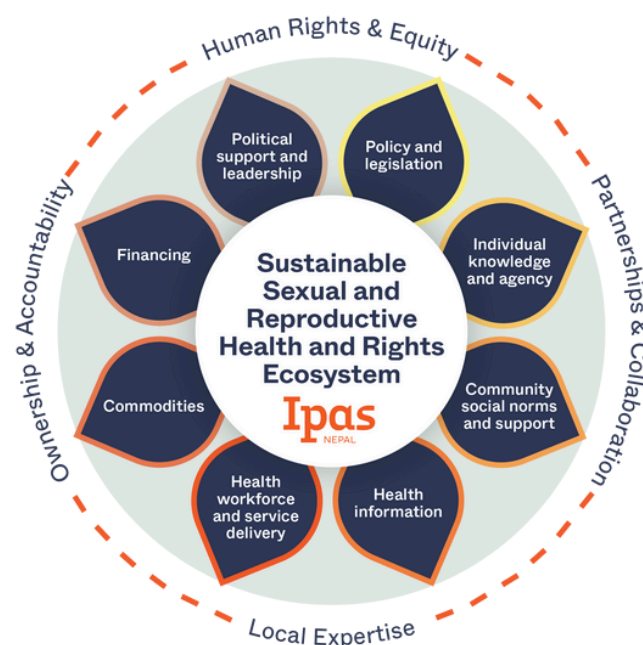 Human Rights & Equity
Political
support and
leadership
Policy and
legislation
Financing
Individual
knowledge
and agency
Sustainable
Sexual and
Reproductive
Health and Rights
Ecosystem
Ipas
NEPAL
Commodities
Community
social norms
and support
Health
workforce
and service
delivery
Health
information
Ownership & Accountability
Partnerships & Collaboration
Local Expertise